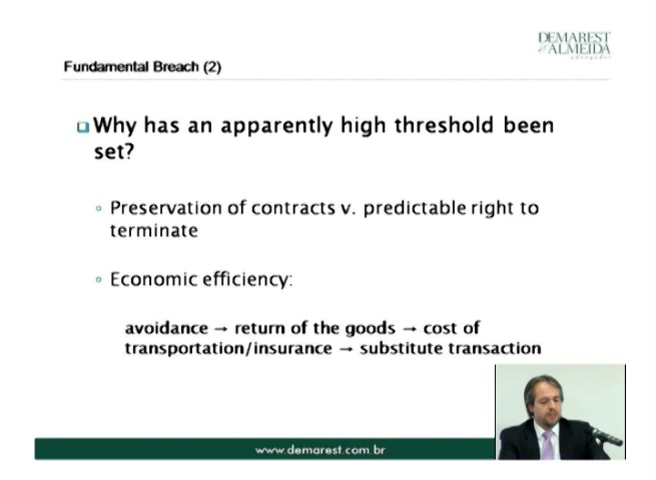 DEMAREST
ALMEIDA
Fundamental Breach (2)
Why has an apparently high threshold been
set?
Preservation of contracts v. predictable right to
terminate
Economic efficiency:
avoidance → return of the goods → cost of
transportation/insurance → substitute transaction
www.demarest.com.br